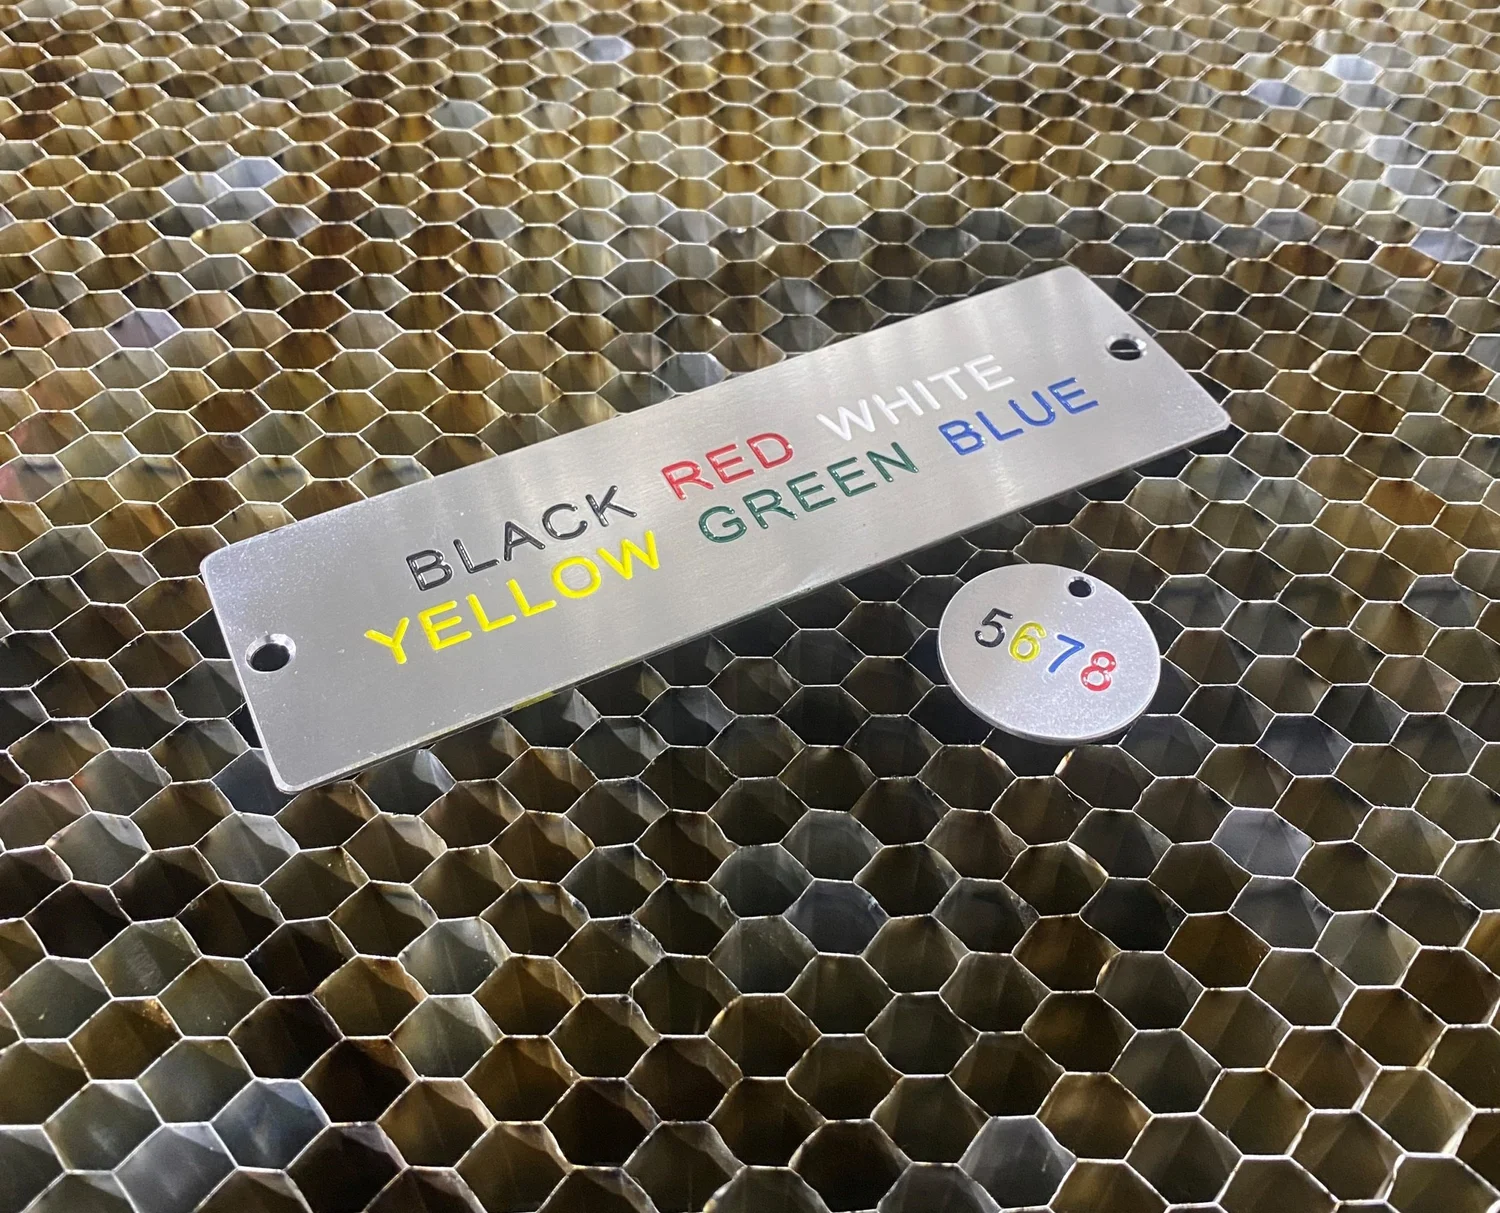 BLACK RED WHITE
YELLOW GREEN BLUE
5678